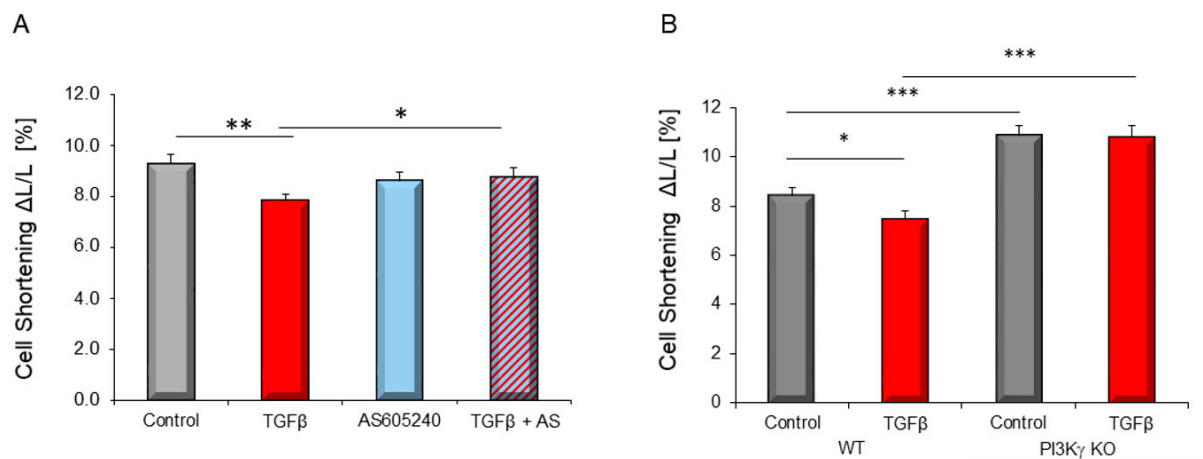 A
Cell Shortening ΔL/L [%]
12.0
10.0
8.0
6.0
4.0
2.0
0.0
**
*
Control TGFβ AS605240 TGFβ + AS
B
Cell Shortening ΔL/L [%]
12
10
8
6
4
2
0
***
***
*
Control TGFβ Control TGFβ
WT PI3Kγ KO